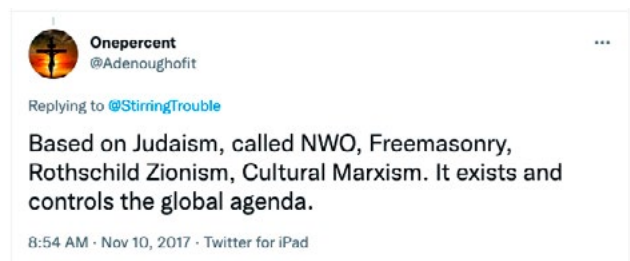 Onepercent
@Adenoughofit
Replying to @StirringTrouble
Based on Judaism, called NWO, Freemasonry,
Rothschild Zionism, Cultural Marxism. It exists and
controls the global agenda.
8:54 AM · Nov 10, 2017 · Twitter for iPad